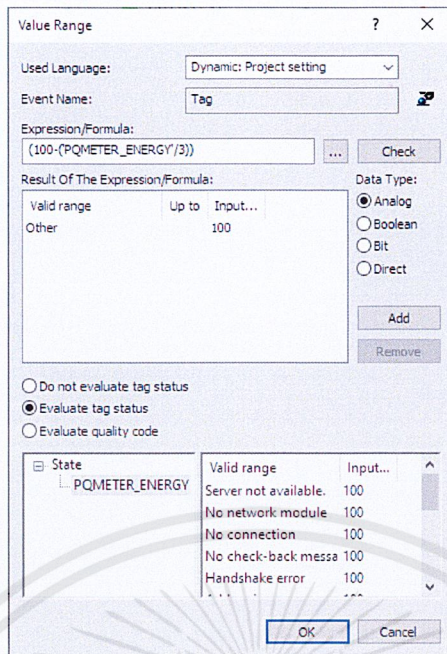 Value Range ? ×
Used Language: Dynamic: Project setting
Event Name: Tag
Expression/Formula:
(100-('PQMETER_ENERGY'/3)) ... Check
Result Of The Expression/Formula: Data Type:
Valid range Up to Input...
Other 100
Analog
Boolean
Bit
Direct
Add
Remove
Do not evaluate tag status
Evaluate tag status
Evaluate quality code
State
PQMETER_ENERGY
Valid range Input...
Server not available. 100
No network module 100
No connection 100
No check-back messa 100
Handshake error 100
OK Cancel